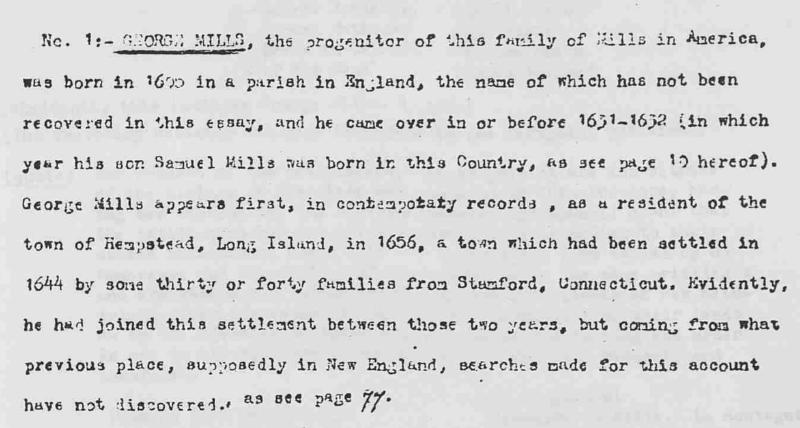 No. 1:- GEORGE MILLS, the progenitor of this family of Mills in America,
was born in in a parish in England, the name of which has not been
recovered in this essay, and he came over in or before 1631-1632 (in which
year his son Samuel Mills was born in this Country, as see page hereof).
George Mills appears first, in contempotaty records , as a resident of the
town of Hempstead, Long Island, in 1656, a town which had been settled in
1644 by some thirty or forty families from Stamford, Connecticut. Evidently,
he had joined this settlement between those two years, but coming from what
previous place, supposedly in New England, searches made for this account
have not discovered., as see page 77.